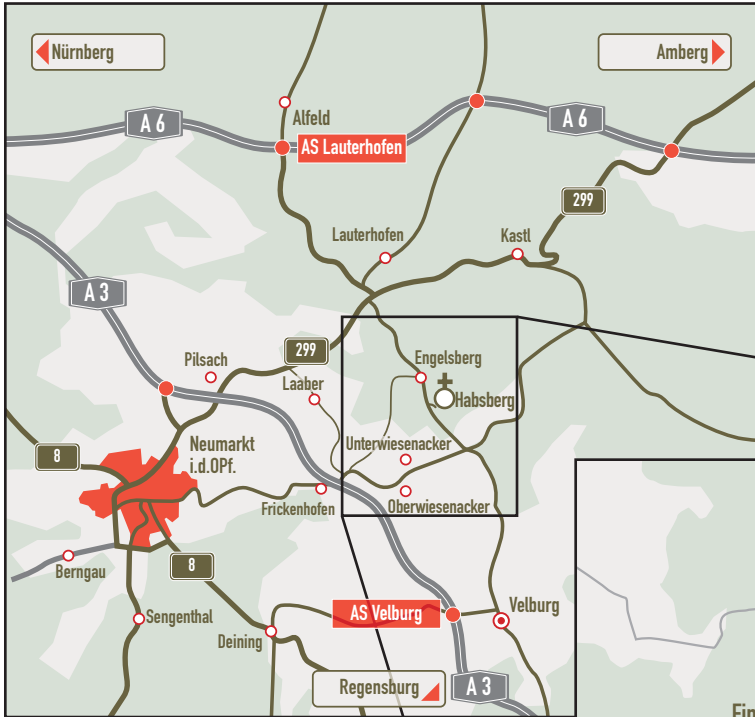 Nürnberg
Amberg
A 6
Alfeld
A 6
AS Lauterhofen
299
Lauterhofen
Kastl
A 3
299
Pilsach
Engelsberg
Laaber
Habsberg
Neumarkt
i.d.OPf.
8
Unterwiesenacker
Frickenhofen
Oberwiesenacker
8
Berngau
AS Velburg
Velburg
Sengenthal
Deining
Regensburg
A 3